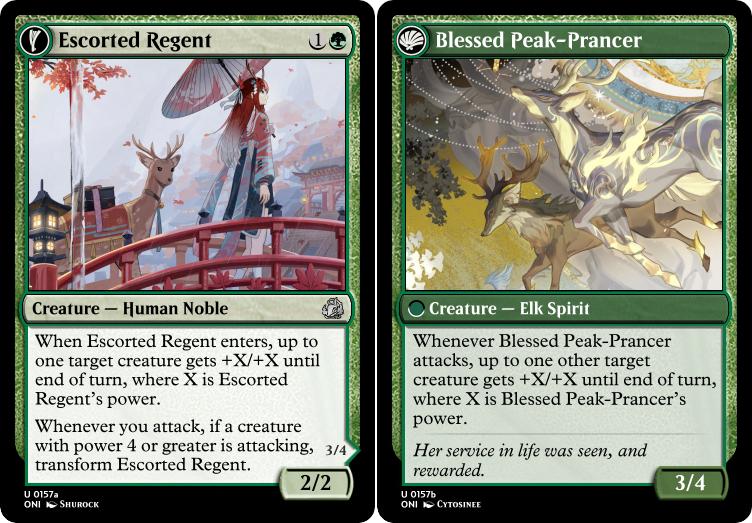 Escorted Regent
1
Creature — Human Noble
When Escorted Regent enters, up to
one target creature gets +X/+X until
end of turn, where X is Escorted
Regent's power.
Whenever you attack, if a creature
with power 4 or greater is attacking,
transform Escorted Regent.
3/4
2/2
U 0157a
ONI SHUROCK
Blessed Peak-Prancer
Creature — Elk Spirit
Whenever Blessed Peak-Prancer
attacks, up to one other target
creature gets +X/+X until end of turn,
where X is Blessed Peak-Prancer's
power.
Her service in life was seen, and
rewarded.
3/4
U 0157b
ONI CYTOSINEE